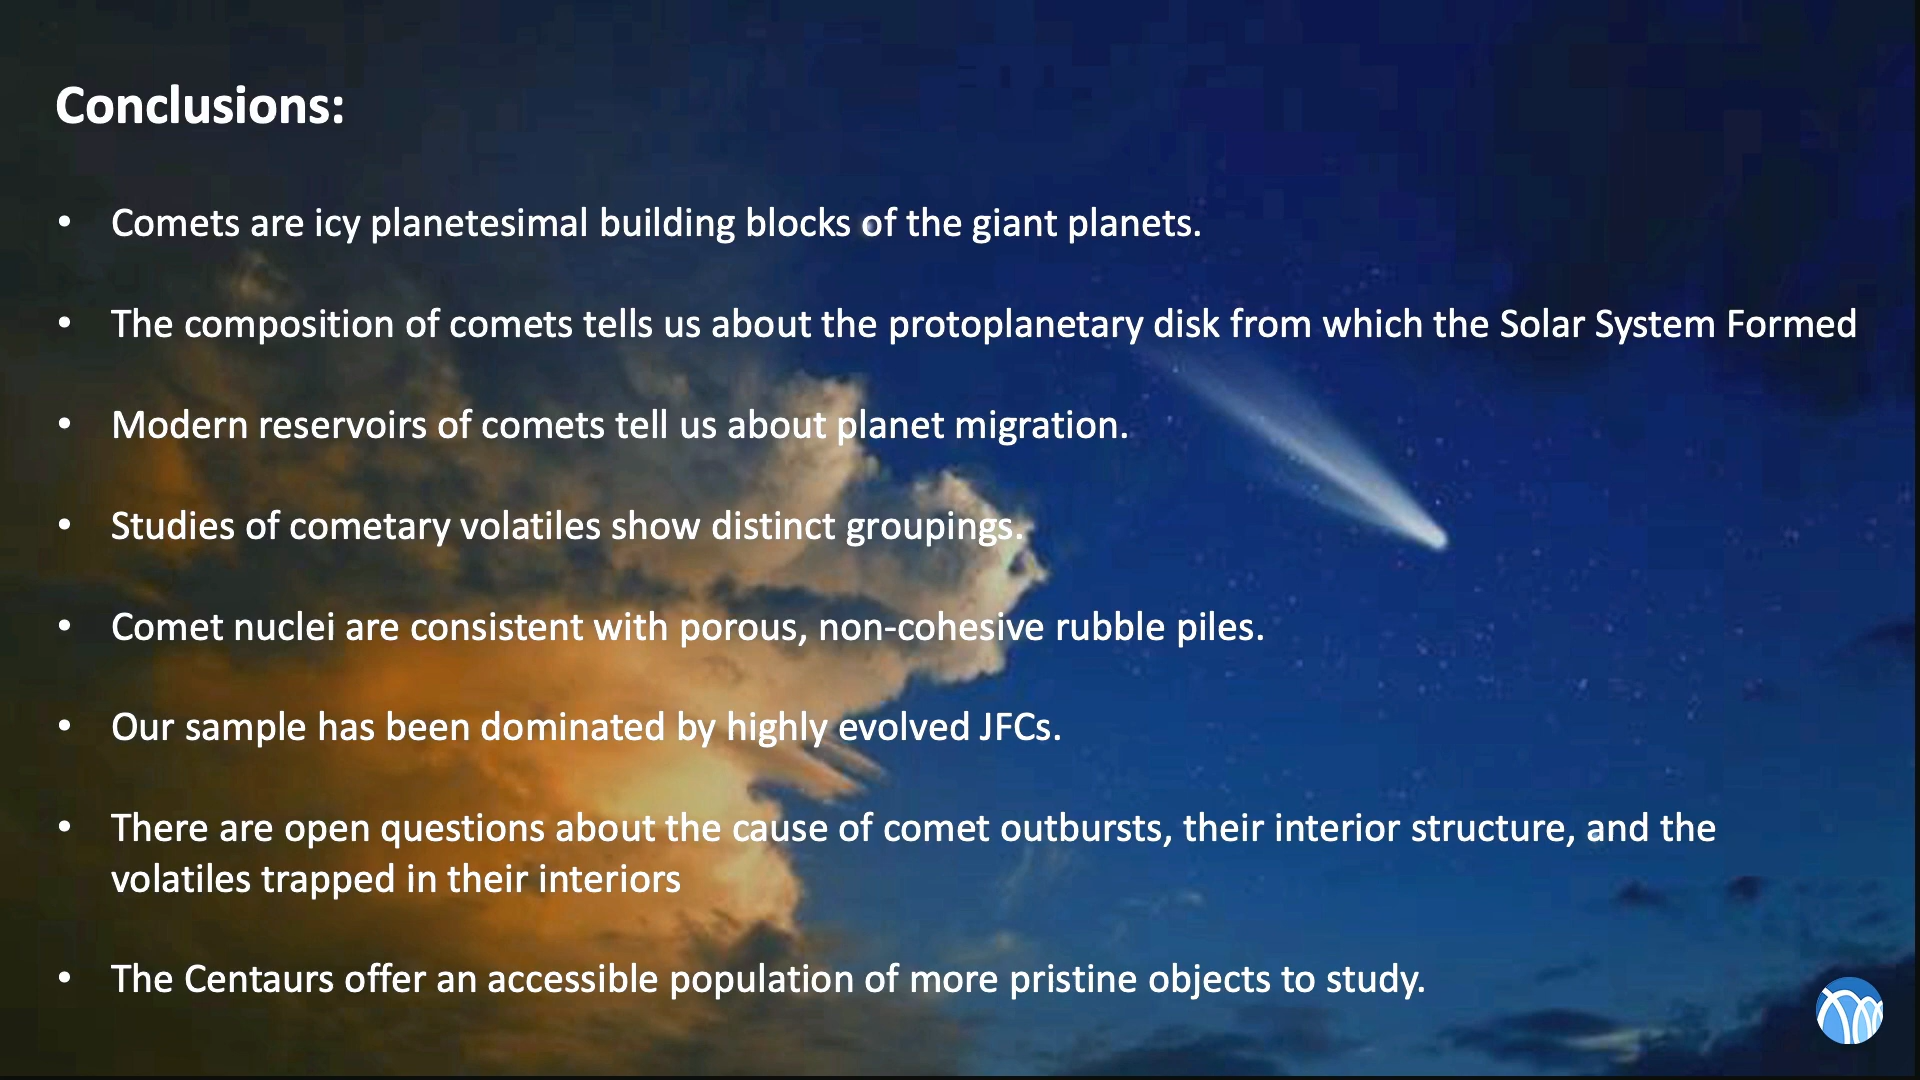 Conclusions:
• Comets are icy planetesimal building blocks of the giant planets.
• The composition of comets tells us about the protoplanetary disk from which the Solar System Formed
• Modern reservoirs of comets tell us about planet migration.
• Studies of cometary volatiles show distinct groupings.
• Comet nuclei are consistent with porous, non-cohesive rubble piles.
• Our sample has been dominated by highly evolved JFCs.
• There are open questions about the cause of comet outbursts, their interior structure, and the
volatiles trapped in their interiors
• The Centaurs offer an accessible population of more pristine objects to study.